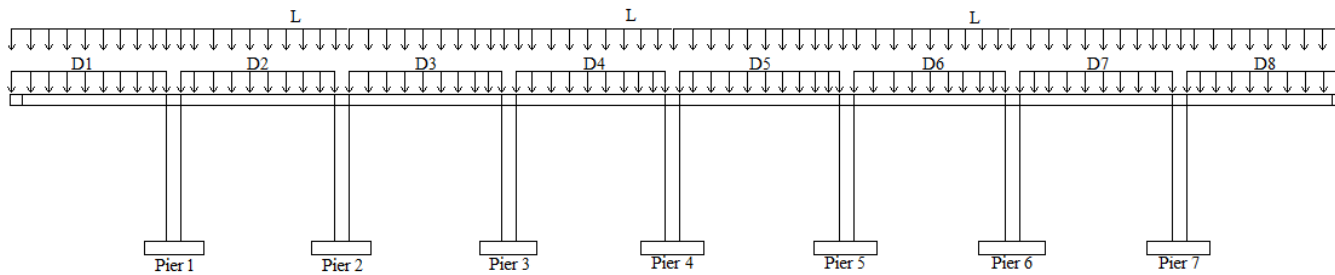 L L L
D1 D2 D3 D4 D5 D6 D7 D8
Pier 1 Pier 2 Pier 3 Pier 4 Pier 5 Pier 6 Pier 7